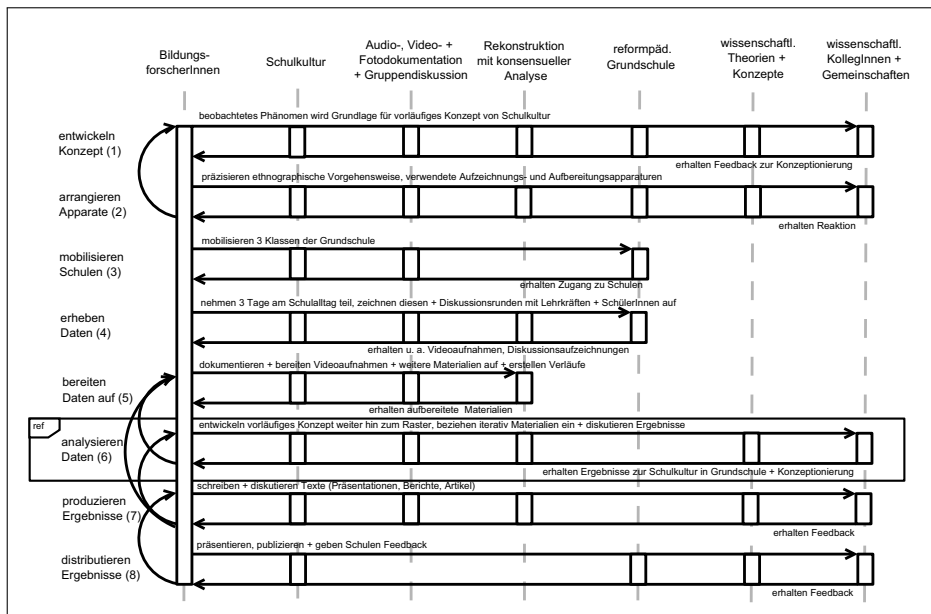 Bildungs-
forscherInnen
Schulkultur
Audio-, Video- +
Fotodokumentation
+ Gruppendiskussion
Rekonstruktion
mit konsensueller
Analyse
reformpäd.
Grundschule
wissenschaftl.
Theorien +
Konzepte
wissenschaftl.
KollegInnen +
Gemeinschaften
beobachtetes Phänomen wird Grundlage für vorläufiges Konzept von Schulkultur
entwickeln
Konzept (1)
erhalten Feedback zur Konzeptionierung
präzisieren ethnographische Vorgehensweise, verwendete Aufzeichnungs- und Aufbereitungsapparaturen
arrangieren
Apparate (2)
erhalten Reaktion
mobilisieren 3 Klassen der Grundschule
mobilisieren
Schulen (3)
erhalten Zugang zu Schulen
nehmen 3 Tage am Schulalltag teil, zeichnen diesen + Diskussionsrunden mit Lehrkräften + SchülerInnen auf
erheben
Daten (4)
erhalten u. a. Videoaufnahmen, Diskussionsaufzeichnungen
dokumentieren + bereiten Videoaufnahmen + weitere Materialien auf + erstellen Verläufe
bereiten
Daten auf (5)
erhalten aufbereitete Materialien
ref
entwickeln vorläufiges Konzept weiter hin zum Raster, beziehen iterativ Materialien ein + diskutieren Ergebnisse
analysieren
Daten (6)
erhalten Ergebnisse zur Schulkultur in Grundschule + Konzeptionierung
schreiben + diskutieren Texte (Präsentationen, Berichte, Artikel)
produzieren
Ergebnisse (7)
erhalten Feedback
präsentieren, publizieren + geben Schulen Feedback
distributieren
Ergebnisse (8)
erhalten Feedback